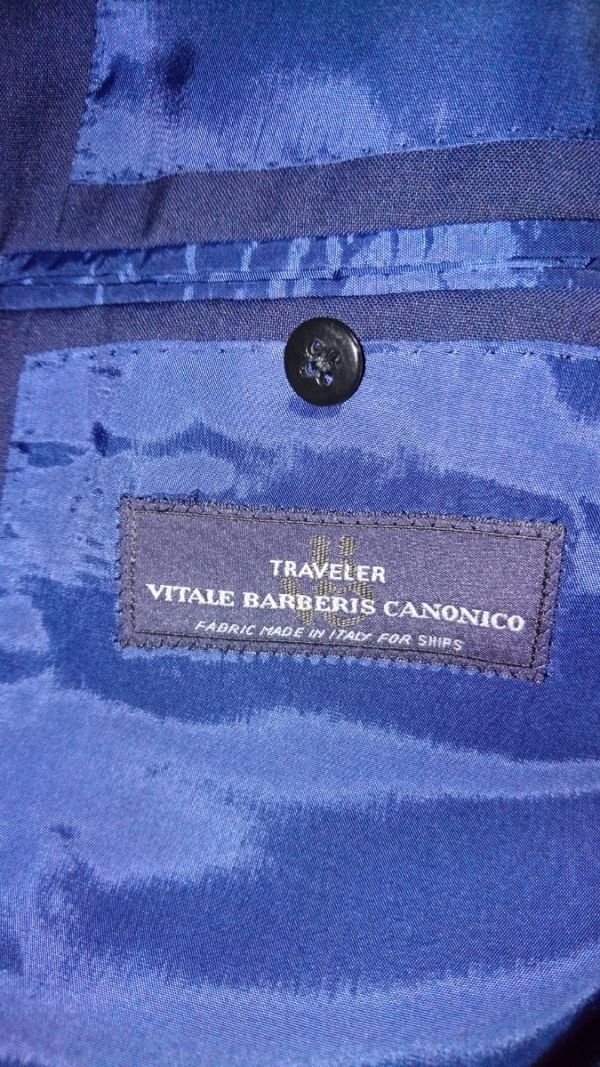 TRAVELER
VITALE BARBERIS CANONICO
FABRIC MADE IN ITALY FOR SHIPS